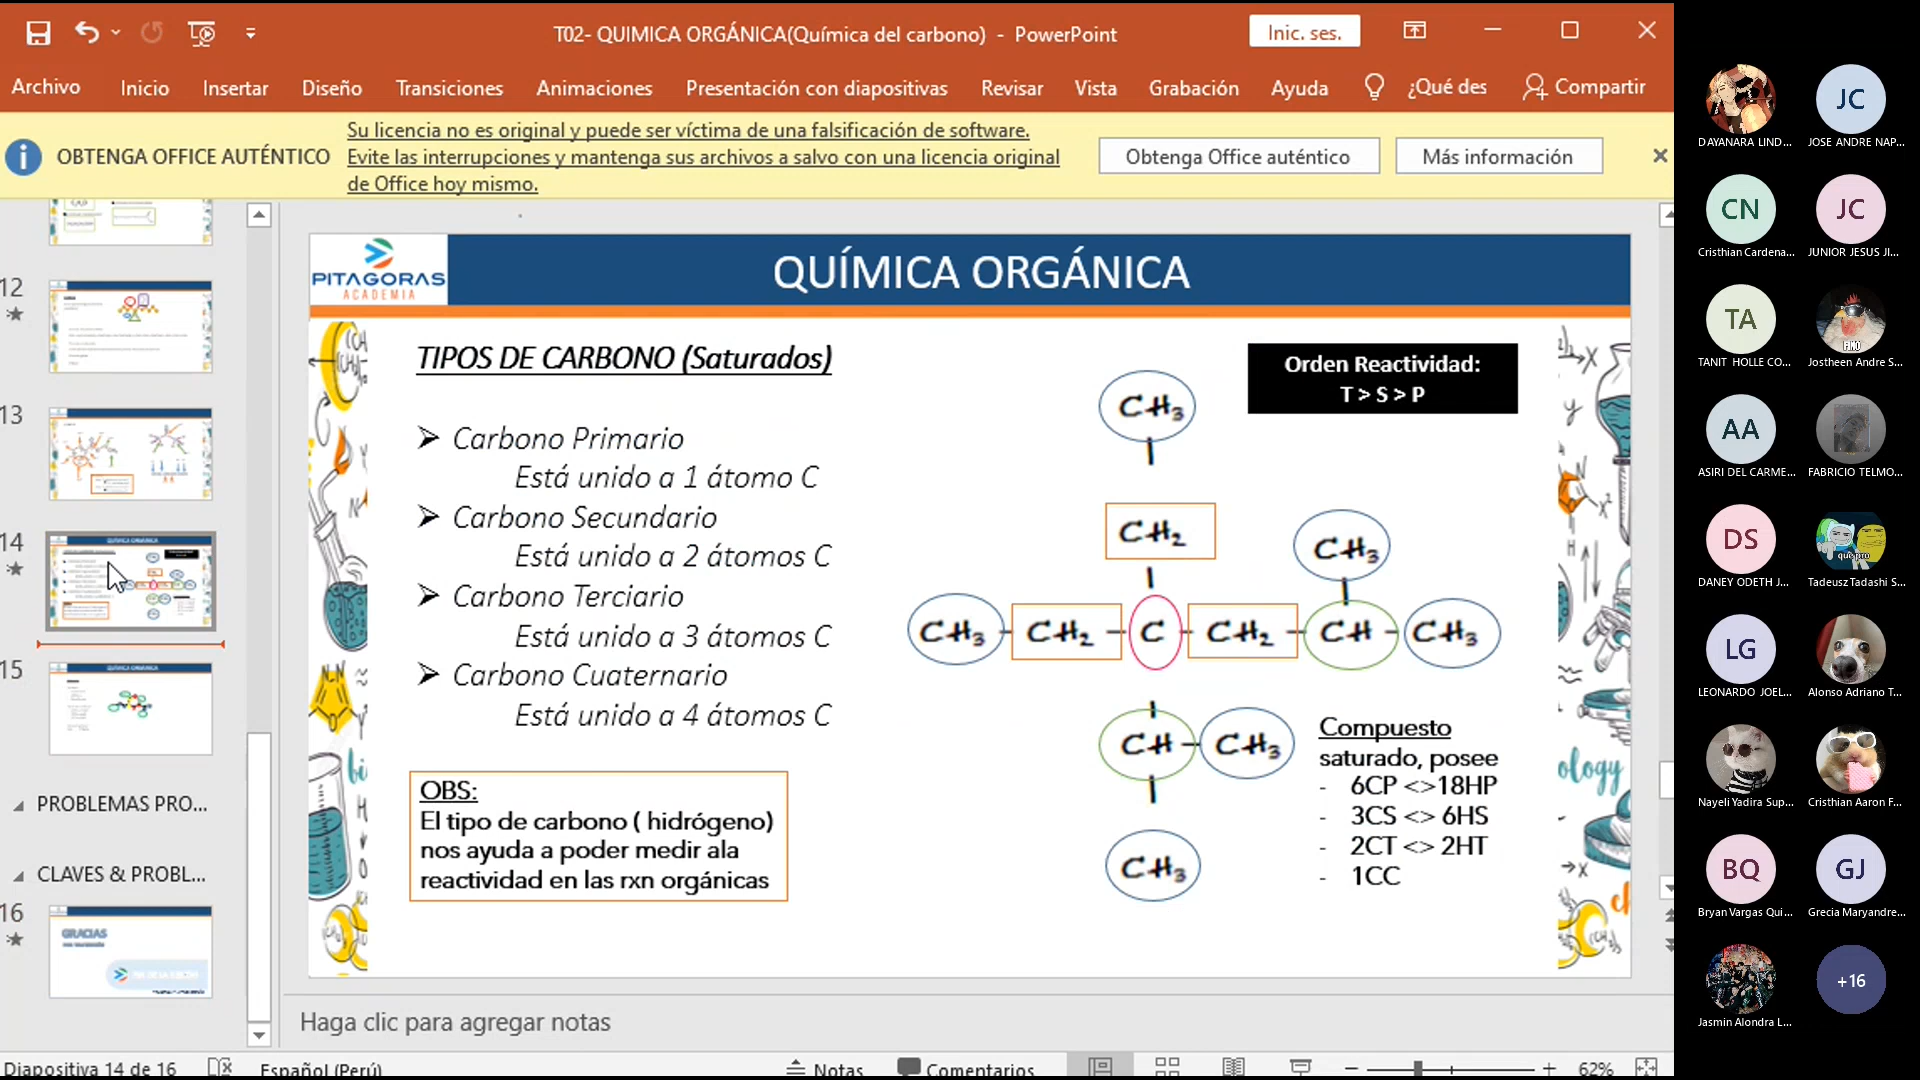 T02- QUIMICA ORGÁNICA(Química del carbono) - PowerPoint
Inic. ses.
Archivo Inicio Insertar Diseño Transiciones Animaciones Presentación con diapositivas Revisar Vista Grabación Ayuda ¿Qué des Compartir
OBTENGA OFFICE AUTÉNTICO
Su licencia no es original y puede ser víctima de una falsificación de software.
Evite las interrupciones y mantenga sus archivos a salvo con una licencia original
de Office hoy mismo.
Obtenga Office auténtico
Más información
12
13
14
15
PROBLEMAS PRO...
CLAVES & PROBL...
16
GRACIAS
PITAGORAS
ACADEMIA
QUÍMICA ORGÁNICA
TIPOS DE CARBONO (Saturados)
Carbono Primario
Está unido a 1 átomo C
Carbono Secundario
Está unido a 2 átomos C
Carbono Terciario
Está unido a 3 átomos C
Carbono Cuaternario
Está unido a 4 átomos C
OBS:
El tipo de carbono ( hidrógeno)
nos ayuda a poder medir ala
reactividad en las rxn orgánicas
Orden Reactividad:
T > S > P
CH3
CH2
CH3
CH3 - CH2 - C - CH2 - CH - CH3
CH - CH3
CH3
Compuesto
saturado, posee
- 6CP <>18HP
- 3CS <> 6HS
- 2CT <> 2HT
- 1CC
Haga clic para agregar notas
Diapositiva 14 de 16
Español (Perú)
Notas
Comentarios
62%
DAYANARA LIND...
JC
JOSE ANDRE NAP...
CN
Cristhian Cardena...
JC
JUNIOR JESUS JI...
TA
TANIT HOLLE CO...
FINO
Jostheen Andre S...
AA
ASIRI DEL CARME...
FABRICIO TELMO...
DS
DANEY ODETH J...
que pro
Tadeusz Tadashi S...
LG
LEONARDO JOEL...
Alonso Adriano T...
Nayeli Yadira Sup...
Cristhian Aaron F...
BQ
Bryan Vargas Qui...
GJ
Grecia Maryandre...
Jasmin Alondra L...
+16